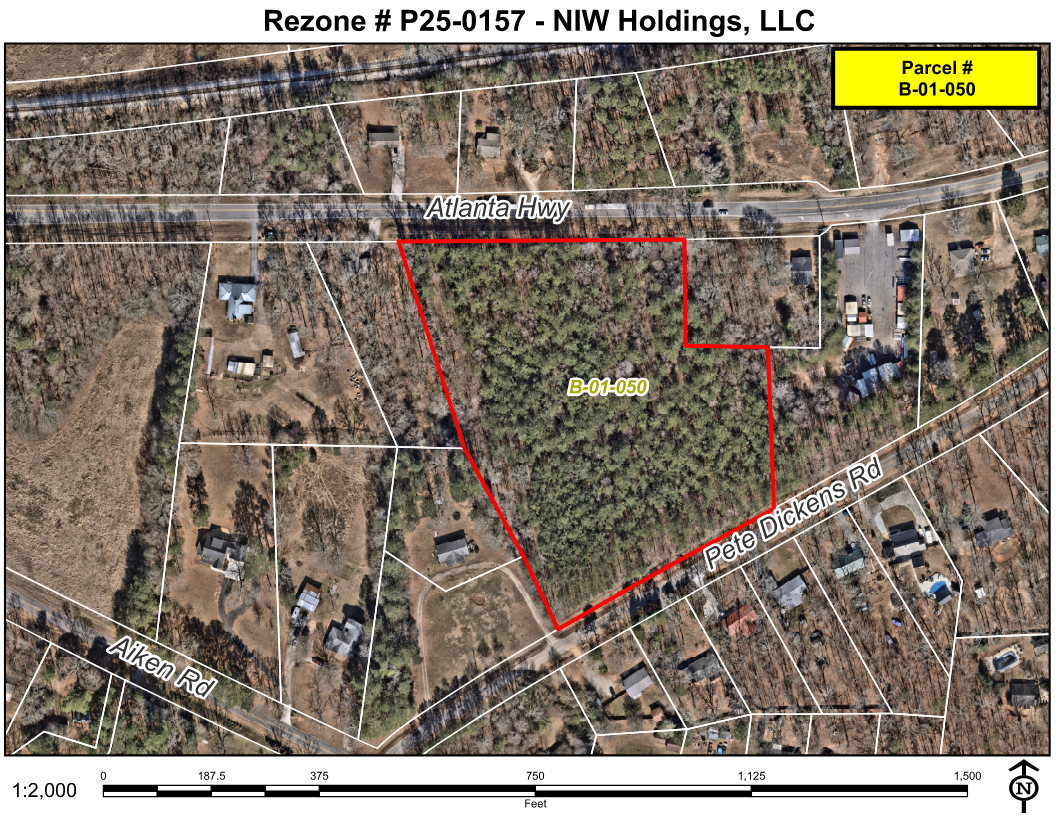 Rezone # P25-0157 - NIW Holdings, LLC
Parcel #
B-01-050
Atlanta Hwy
B-01-050
Pete Dickens Rd
Aiken Rd
1:2,000
0 187.5 375 750 1,125 1,500
Feet
N